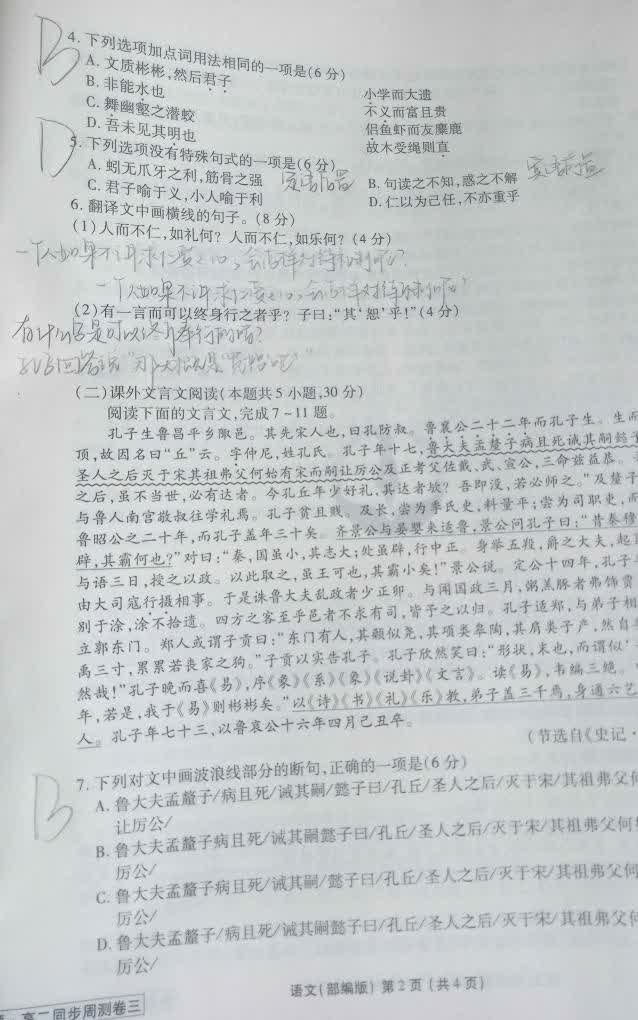 B
4. 下列选项加点词用法相同的一项是(6分)
A. 文质彬彬,然后君子 小学而大遗
B. 非能水也 不义而富且贵
C. 舞幽壑之潜蛟 侣鱼虾而友麋鹿
D. 吾未见其明也 故木受绳则直
D
5. 下列选项没有特殊句式的一项是(6分)
A. 蚓无爪牙之利,筋骨之强 定语后置 B. 句读之不知,惑之不解 宾语前置
C. 君子喻于义,小人喻于利 D. 仁以为己任,不亦重乎
6. 翻译文中画横线的句子。(8分)
(1)人而不仁,如礼何?人而不仁,如乐何?(4分)
一个人如果不讲求仁爱之心,会怎样对待礼制呢?
一个人如果不讲求仁爱之心,会怎样对待乐呢?
(2)有一言而可以终身行之者乎?子曰:“其‘恕’乎!”(4分)
有什么是可以终身奉行的啊?
(二)课外文言文阅读(本题共5小题,30分)
阅读下面的文言文,完成7~11题。
孔子生鲁昌平乡陬邑。其先宋人也,曰孔防叔。鲁襄公二十二年而孔子生。生而
顶,故因名曰“丘”云。字仲尼,姓孔氏。孔子年十七,鲁大夫孟釐子病且死诫其嗣懿子
圣人之后灭于宋其祖弗父何始有宋而嗣让厉公及正考父佐戴、武、宣公,三命兹益恭。
之后,虽不当世,必有达者。今孔丘年少好礼,其达者欤?吾即没,若必师之。”及釐子
与鲁人南宫敬叔往学礼焉。孔子贫且贱。及长,尝为季氏史,料量平;尝为司职吏,而
鲁昭公之二十年,而孔子盖年三十矣。齐景公与晏婴来适鲁,景公问孔子曰:“昔秦穆
辟,其霸何也?”对曰:“秦,国虽小,其志大;处虽辟,行中正。身举五羖,爵之大夫,起
与语三日,授之以政。以此取之,虽王可也,其霸小矣!”景公说。定公十四年,孔子
由大司寇行摄相事。于是诛鲁大夫乱政者少正卯。与闻国政三月,粥羔豚者弗饰贾
别于涂,涂不拾遗。四方之客至乎邑者不求有司,皆予之以归。孔子适郑,与弟子相
立郭东门。郑人或谓子贡曰:“东门有人,其颡似尧,其项类皋陶,其肩类子产,然自
禹三寸,累累若丧家之狗。”子贡以实告孔子。孔子欣然笑曰:“形状,末也,而谓似
然哉!”孔子晚而喜《易》,序《彖》《系》《象》《说卦》《文言》。读《易》,韦编三绝。
年,若是,我于《易》则彬彬矣。”以《诗》《书》《礼》《乐》教,弟子盖三千焉,身通六艺
人。孔子年七十三,以鲁哀公十六年四月己丑卒。
(节选自《史记·
B
7. 下列对文中画波浪线部分的断句,正确的一项是(6分)
A. 鲁大夫孟釐子/病且死/诫其嗣/懿子曰/孔丘/圣人之后/灭于宋/其祖弗父何
让厉公/
B. 鲁大夫孟釐子病且死/诫其嗣懿子曰/孔丘/圣人之后/灭于宋/其祖弗父何
厉公/
C. 鲁大夫孟釐子病且死/诫其嗣/懿子曰/孔丘/圣人之后/灭于宋/其祖弗父何
厉公/
D. 鲁大夫孟釐子/病且死/诫其嗣懿子曰/孔丘/圣人之后/灭于宋/其祖弗父何
厉公/
语文(部编版) 第2页(共4页)
高二同步周测卷三